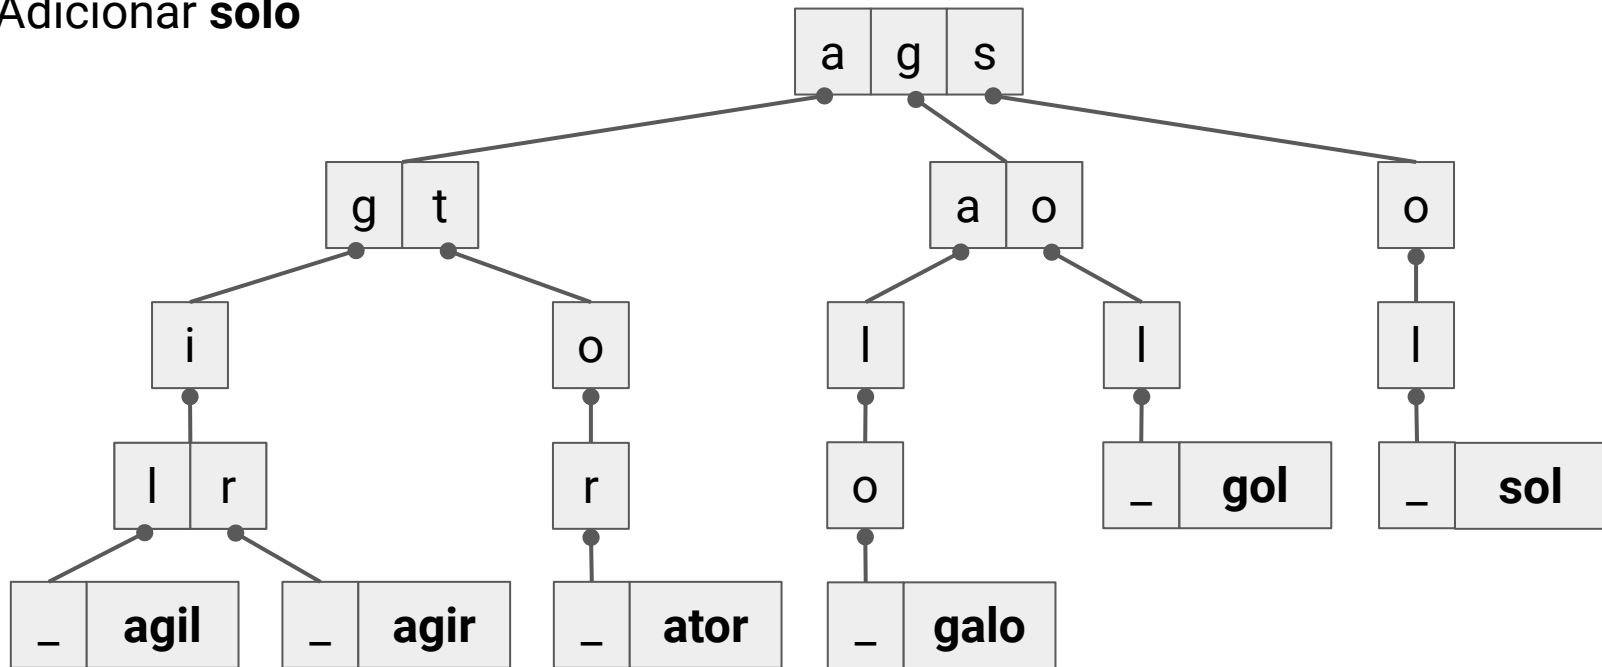 Adicionar solo
a g s
g t a o o
i o l l l
l r r o _ gol _ sol
_ agil _ agir _ ator _ galo